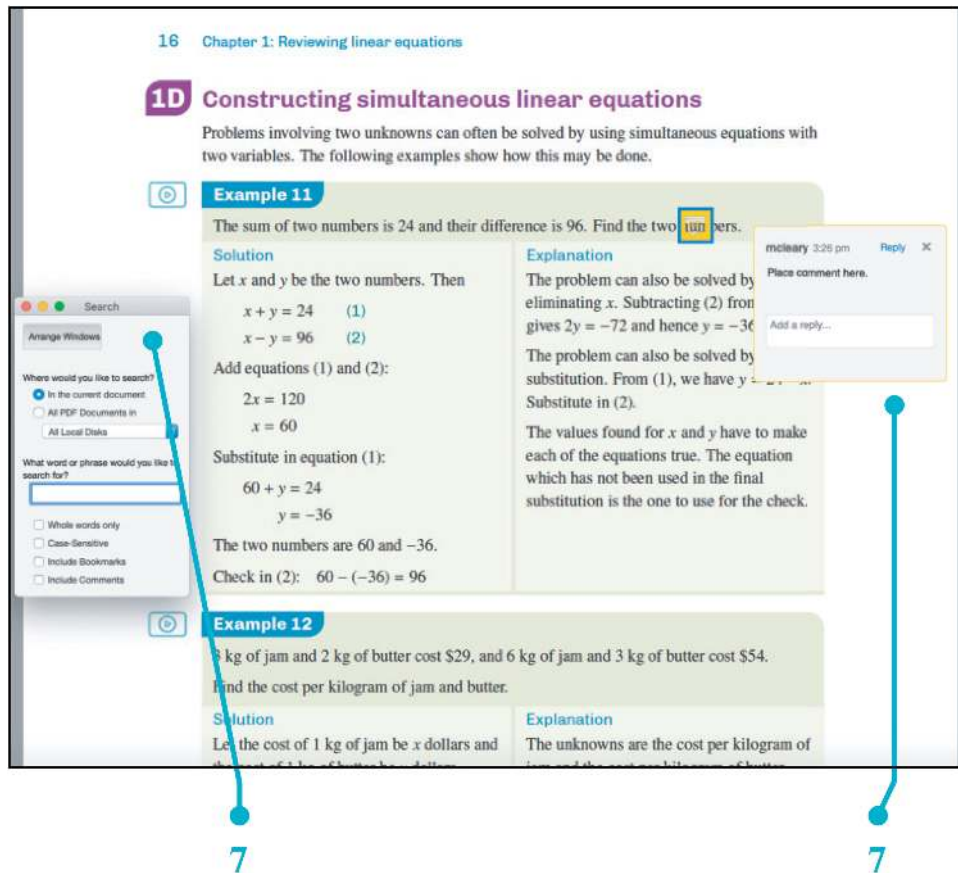 16 Chapter 1: Reviewing linear equations
1D Constructing simultaneous linear equations
Problems involving two unknowns can often be solved by using simultaneous equations with
two variables. The following examples show how this may be done.
Example 11
The sum of two numbers is 24 and their difference is 96. Find the two bers.
Solution
Let x and y be the two numbers. Then
x + y = 24 (1)
x − y = 96 (2)
Add equations (1) and (2):
2x = 120
x = 60
Substitute in equation (1):
60 + y = 24
y = −36
The two numbers are 60 and −36.
Check in (2): 60 − (−36) = 96
Explanation
The problem can also be solved by
eliminating x. Subtracting (2) from
gives 2y = −72 and hence y = −36
The problem can also be solved by
substitution. From (1), we have y
Substitute in (2).
The values found for x and y have to make
each of the equations true. The equation
which has not been used in the final
substitution is the one to use for the check.
mcleary 3:26 pm Reply ×
Place comment here.
Add a reply...
Search
Arrange Windows
Where would you like to search?
In the current document
All PDF Documents in
All Local Disks
What word or phrase would you like to
search for?
Whole words only
Case-Sensitive
Include Bookmarks
Include Comments
Example 12
kg of jam and 2 kg of butter cost $29, and 6 kg of jam and 3 kg of butter cost $54.
Find the cost per kilogram of jam and butter.
Solution
Let the cost of 1 kg of jam be x dollars and
Explanation
The unknowns are the cost per kilogram of
7
7